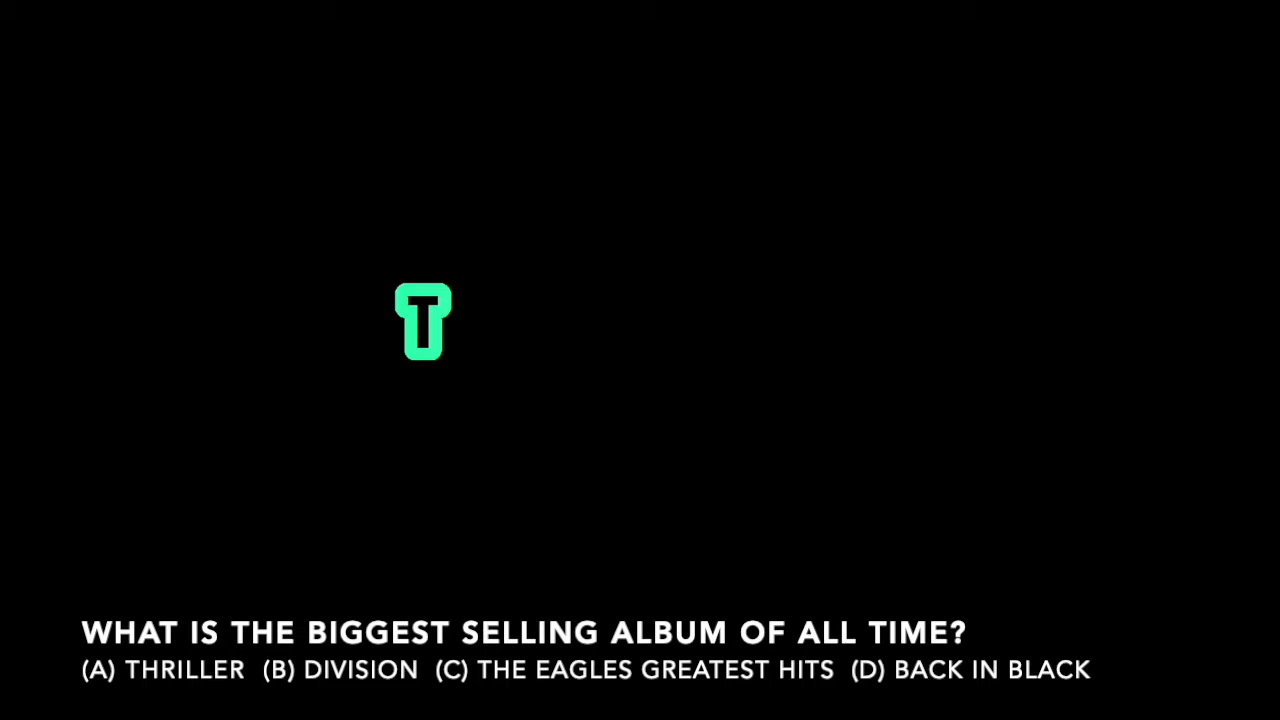 T
WHAT IS THE BIGGEST SELLING ALBUM OF ALL TIME?
(A) THRILLER (B) DIVISION (C) THE EAGLES GREATEST HITS (D) BACK IN BLACK